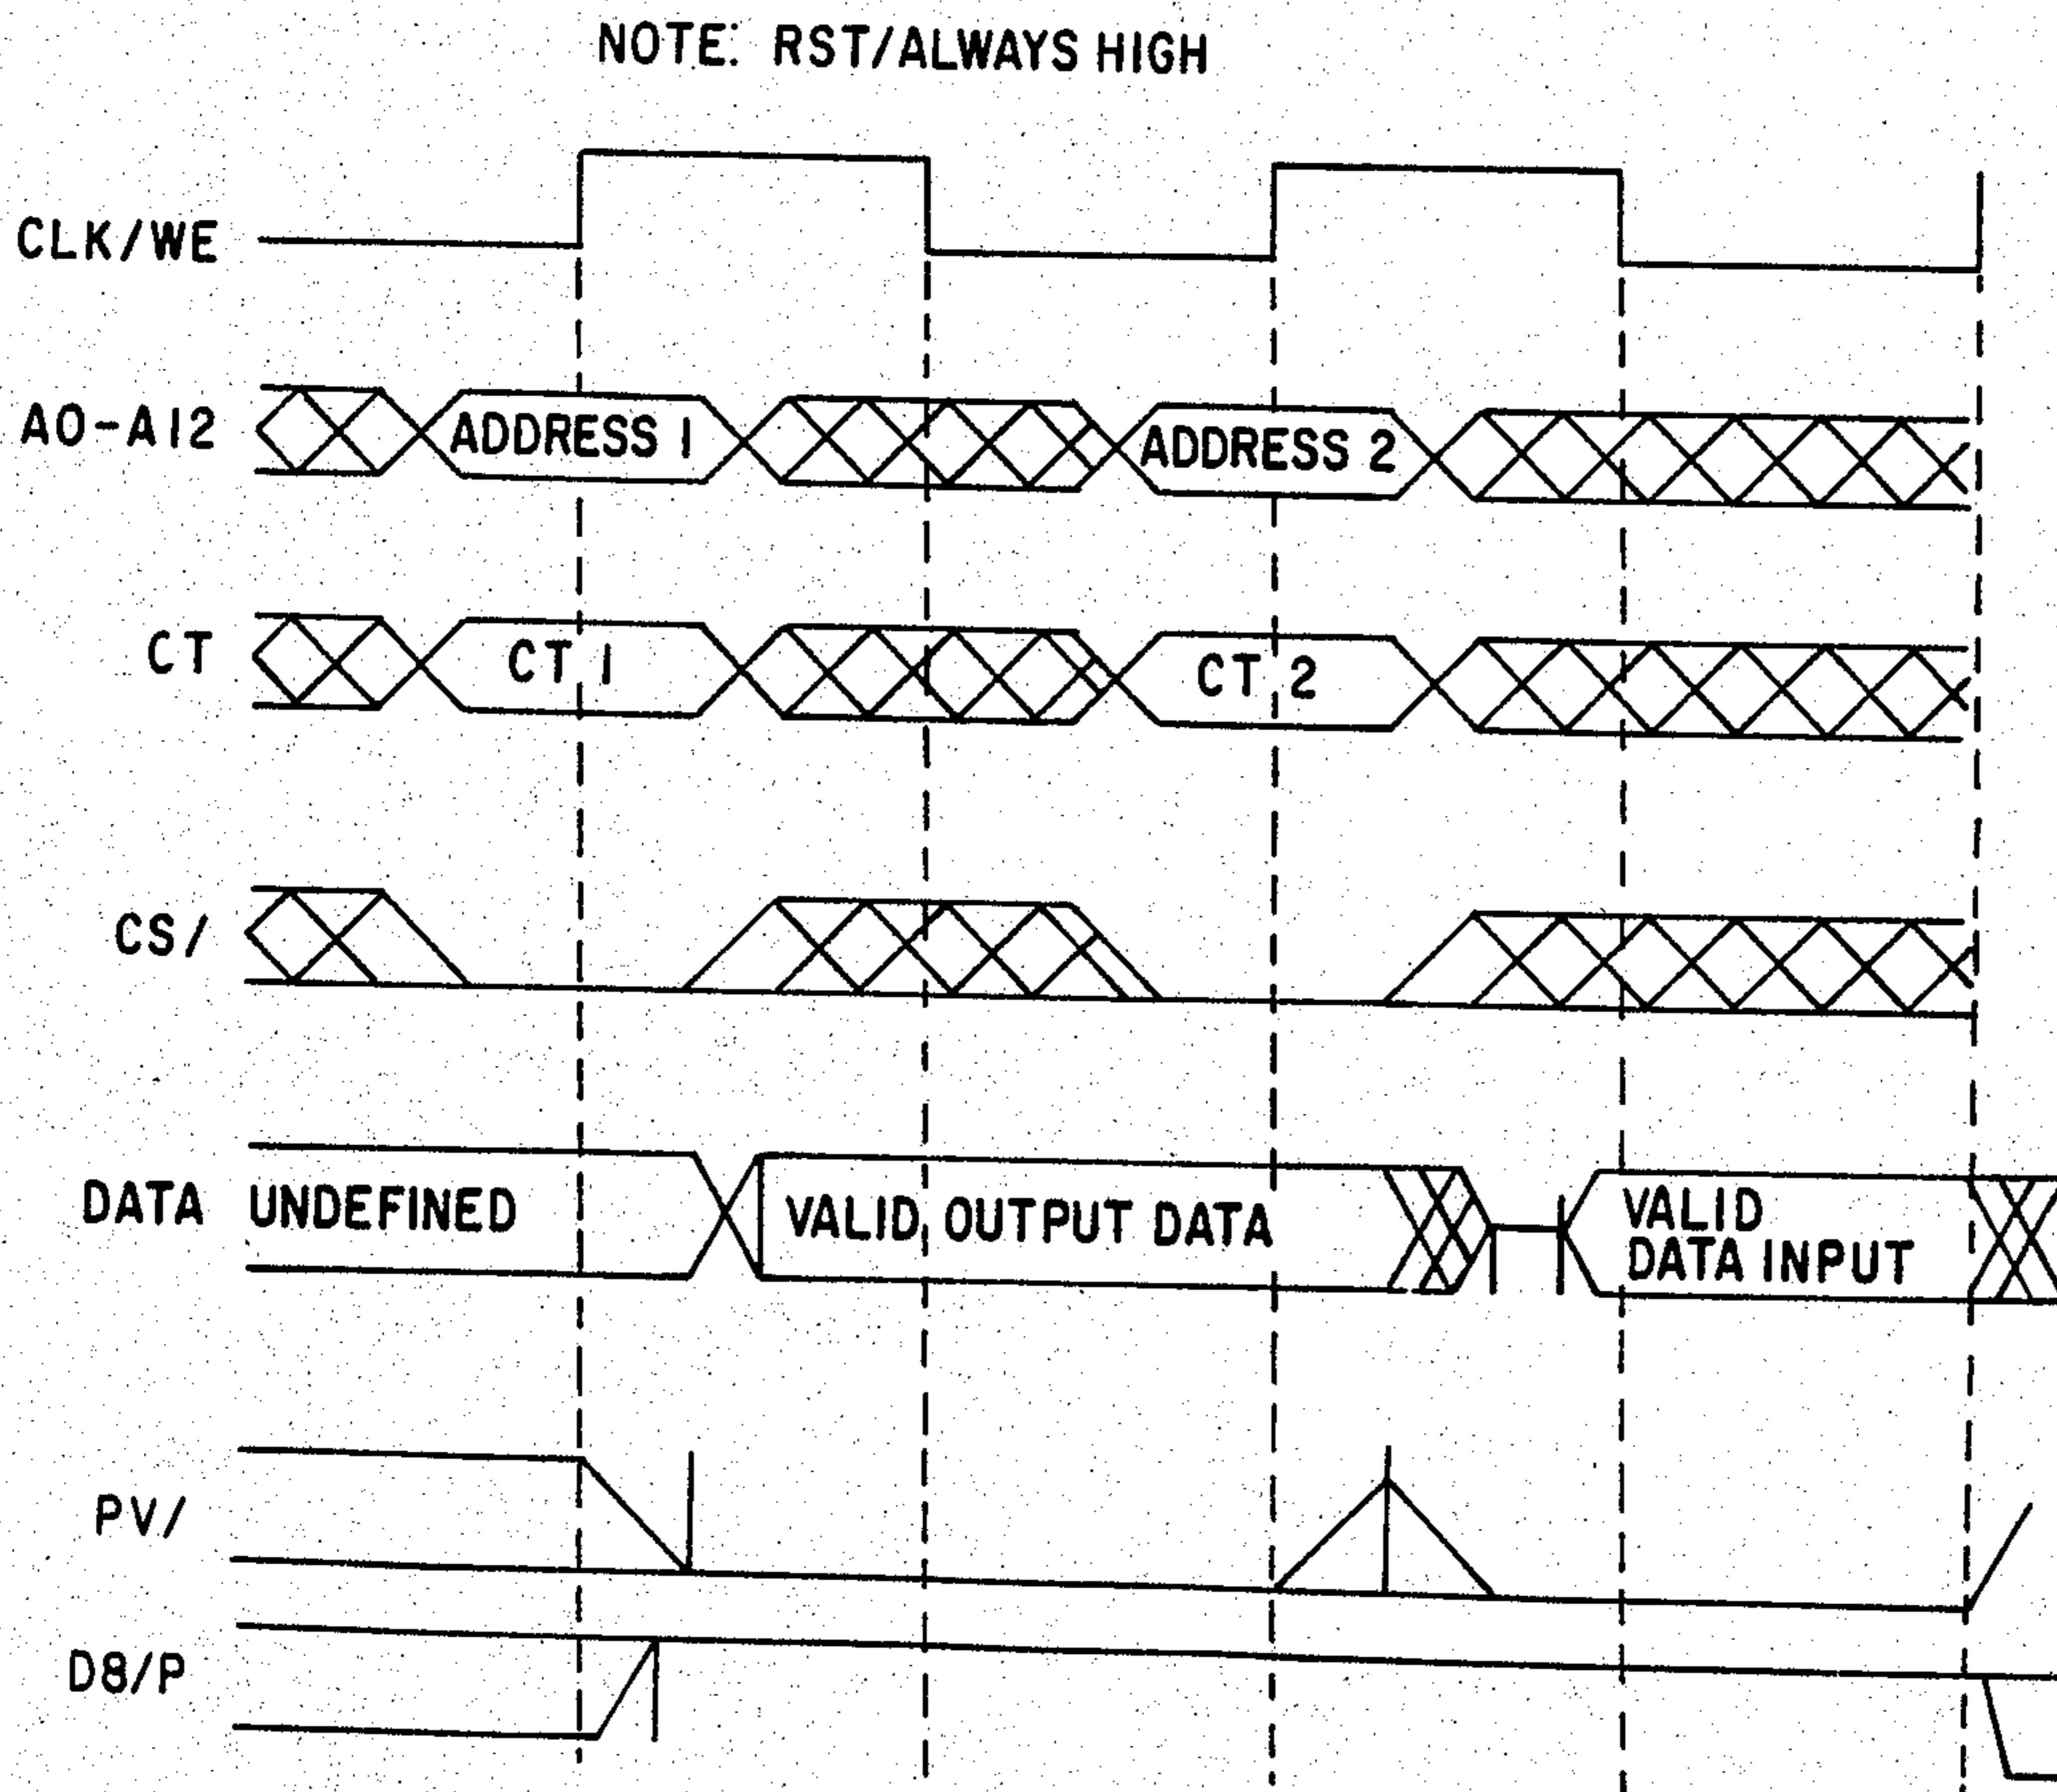 NOTE: RST/ALWAYS HIGH
CLK/WE
A0-A12
ADDRESS 1
ADDRESS 2
CT
CT 1
CT 2
CS/
DATA
UNDEFINED
VALID OUTPUT DATA
VALID
DATA INPUT
PV/
D8/P